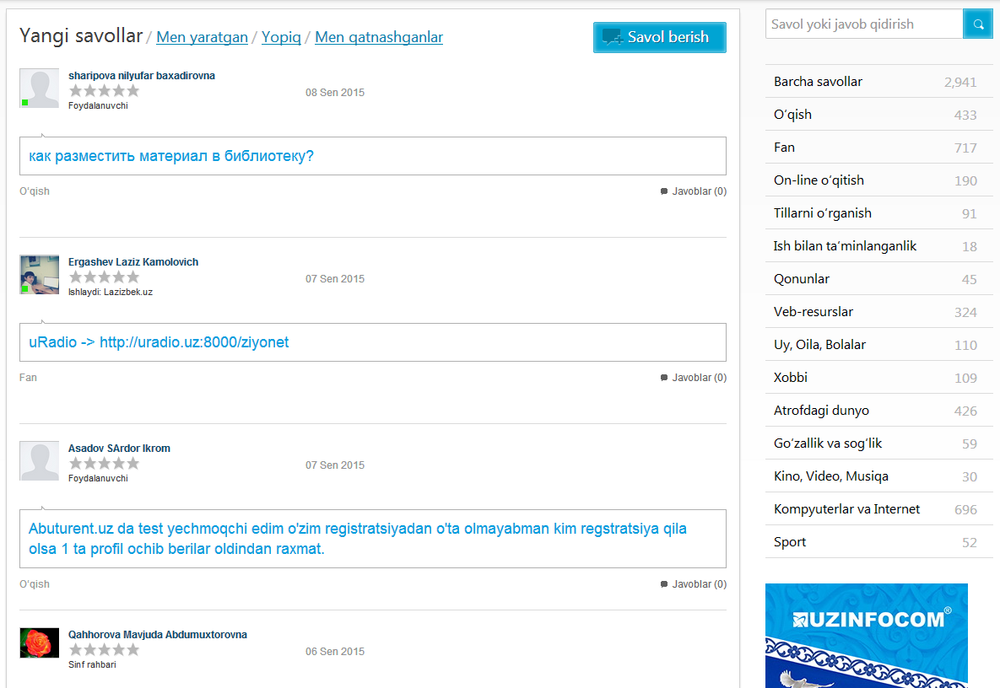 Yangi savollar / Men yaratgan / Yopiq / Men qatnashganlar
Savol berish
sharipova nilyufar baxadirovna
08 Sen 2015
Foydalanuvchi
как разместить материал в библиотеку?
O'qish
Javoblar (0)
Ergashev Laziz Kamolovich
07 Sen 2015
Ishlaydi: Lazizbek.uz
uRadio -> http://uradio.uz:8000/ziyonet
Fan
Javoblar (0)
Asadov SArdor Ikrom
07 Sen 2015
Foydalanuvchi
Abuturent.uz da test yechmoqchi edim o'zim registratsiyadan o'ta olmayabman kim regstratsiya qila
olsa 1 ta profil ochib berilar oldindan raxmat.
O'qish
Javoblar (0)
Qahhorova Mavjuda Abdumuxtorovna
06 Sen 2015
Sinf rahbari
Savol yoki javob qidirish
Barcha savollar 2,941
O'qish 433
Fan 717
On-line o'qitish 190
Tillarni o'rganish 91
Ish bilan ta'minlanganlik 18
Qonunlar 45
Veb-resurslar 324
Uy, Oila, Bolalar 110
Xobbi 109
Atrofdagi dunyo 426
Go'zallik va sog'lik 59
Kino, Video, Musiqa 30
Kompyuterlar va Internet 696
Sport 52
UZINFOCOM®